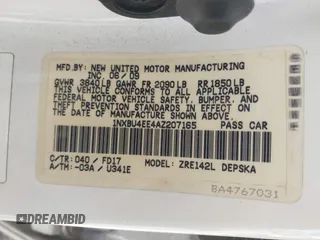 MFD.BY: NEW UNITED MOTOR MANUFACTURING
INC. 06/09
GVWR 3840LB GAWR FR 2090LB RR1850LB
THIS VEHICLE CONFORMS TO ALL APPLICABLE
FEDERAL MOTOR VEHICLE SAFETY, BUMPER, AND
THEFT PREVENTION STANDARDS IN EFFECT ON
THE DATE OF MANUFACTURE SHOWN ABOVE.
1NXBU4EE4AZ207165 PASS CAR
C/TR: 040 / FD17 MODEL: ZRE142L DEPSKA
A/TM: -03A / U341E
BA4767031
DCARBID